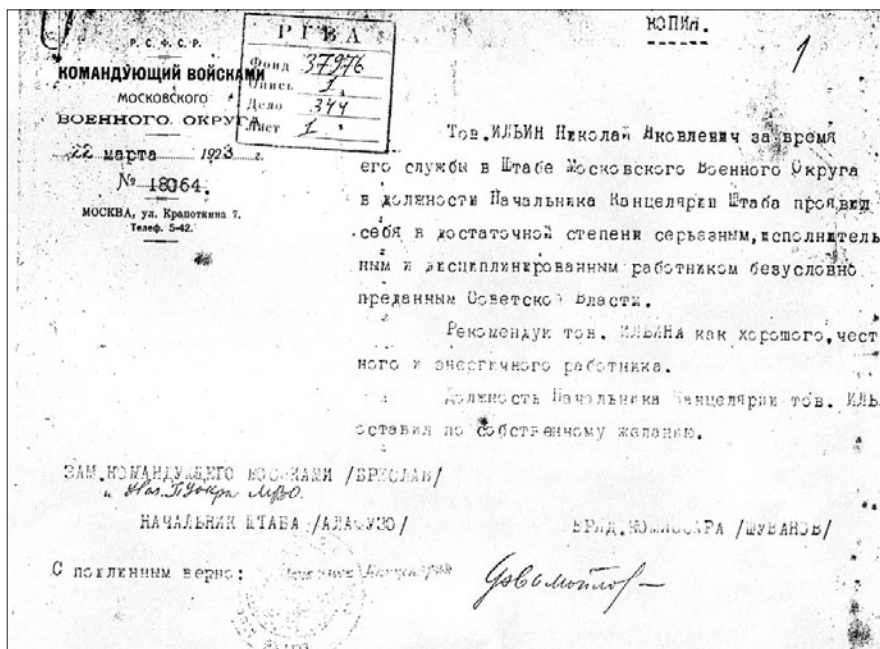 КОПИЯ.
1
Р. С. Ф. С. Р.
КОМАНДУЮЩИЙ ВОЙСКАМИ
МОСКОВСКОГО
ВОЕННОГО ОКРУГА
22 марта 1923 г.
№ 18064.
МОСКВА, ул. Крапоткина 7.
Телеф. 5-42.
РГВА
Фонд 37976
Опись 1
Дело 344
Лист 1
Тов. ИЛЬИН Николай Яковлевич за время
его службы в Штабе Московского Военного Округа
в должности Начальника Канцелярии Штаба проявил
себя в достаточной степени серьезным, исполнитель
ным и дисциплинированным работником безусловно
преданным Советской Власти.
Рекомендую тов. ИЛЬИНА как хорошего, чест
ного и энергичного работника.
Должность Начальника Канцелярии тов. ИЛЬ
оставил по собственному желанию.
ЗАМ. КОМАНДУЮЩЕГО ВОЙСКАМИ /БРЕСЛАВ/
и Нач. ПУокра МВО.
НАЧАЛЬНИК ШТАБА /АЛАФУЗО/
ВРИД. КОМИССАРА /ШУВАНОВ/
С подлинным верно: